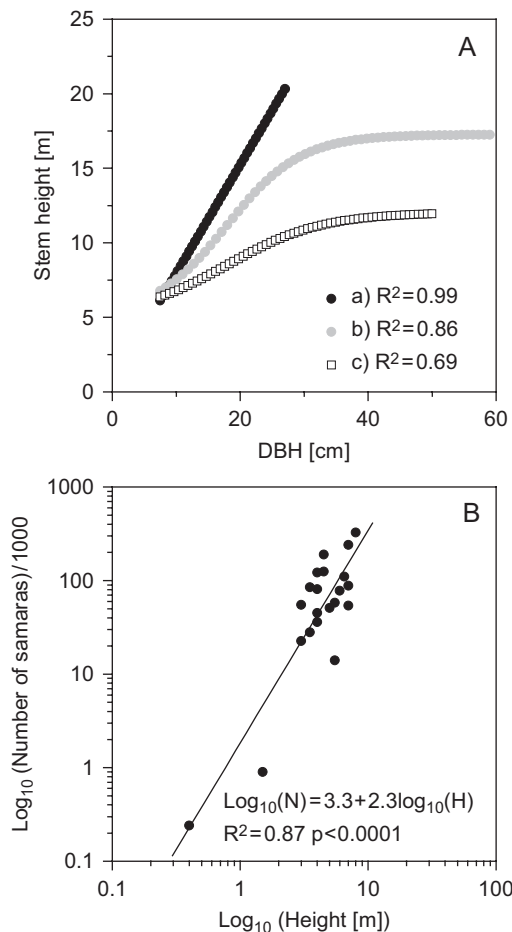 A
25
20
15
10
5
0
Stem height [m]
a) R²=0.99
b) R²=0.86
c) R²=0.69
0 20 40 60
DBH [cm]
B
1000
100
10
1
0.1
Log₁₀ (Number of samaras)/1000
Log₁₀(N)=3.3+2.3log₁₀(H)
R²=0.87 p<0.0001
0.1 1 10 100
Log₁₀ (Height [m])